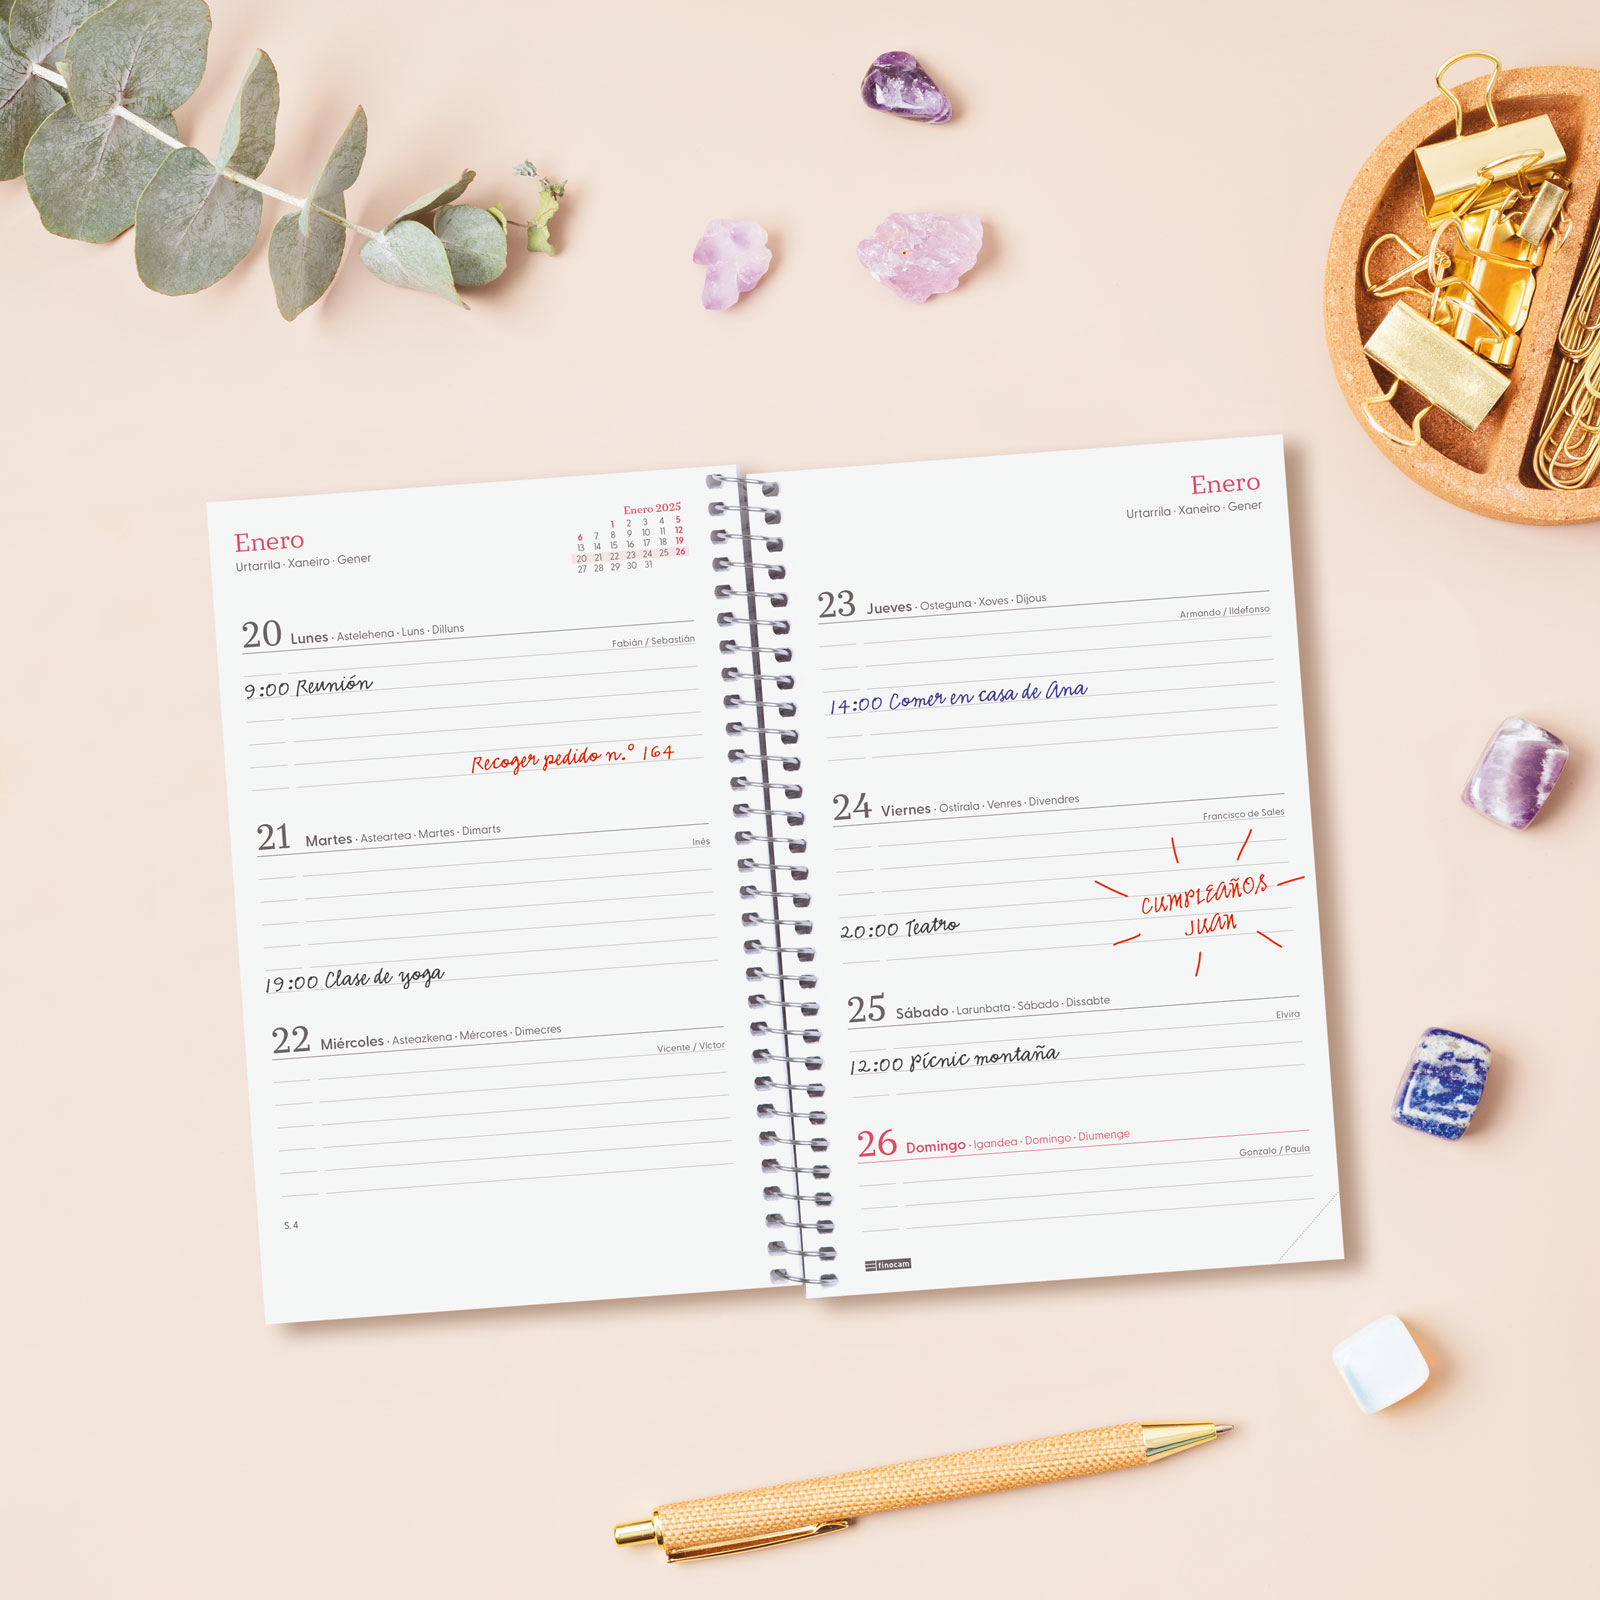 Enero
Urtarrila · Xaneiro · Gener
Enero 2025
1 2 3 4 5
6 7 8 9 10 11 12
13 14 15 16 17 18 19
20 21 22 23 24 25 26
27 28 29 30 31
20 Lunes · Astelehena · Luns · Dilluns
Fabián / Sebastián
9:00 Reunión
Recoger pedido n.º 164
21 Martes · Asteartea · Martes · Dimarts
Inés
19:00 Clase de yoga
22 Miércoles · Asteazkena · Mércores · Dimecres
Vicente / Víctor
S. 4
Enero
Urtarrila · Xaneiro · Gener
23 Jueves · Osteguna · Xoves · Dijous
Armando / Ildefonso
14:00 Comer en casa de Ana
24 Viernes · Ostirala · Venres · Divendres
Francisco de Sales
CUMPLEAÑOS
JUAN
20:00 Teatro
25 Sábado · Larunbata · Sábado · Dissabte
Elvira
12:00 Pícnic montaña
26 Domingo · Igandea · Domingo · Diumenge
Gonzalo / Paula
finocam